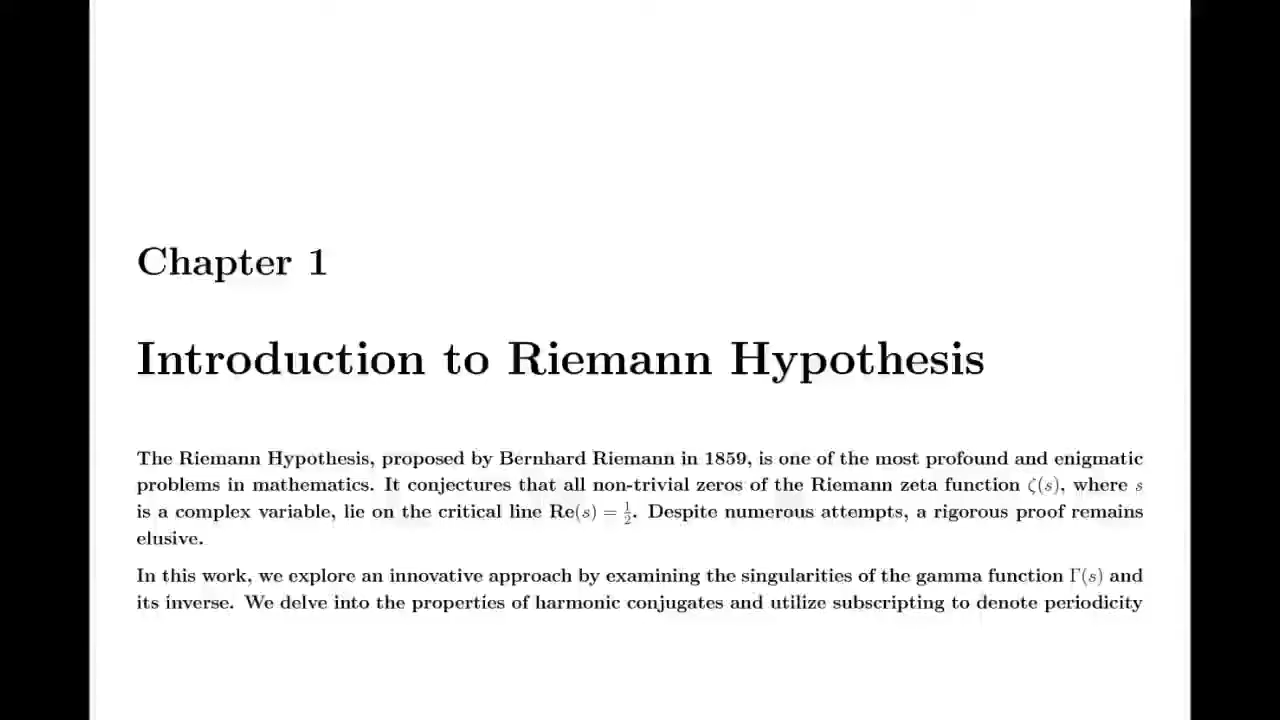 Chapter 1
Introduction to Riemann Hypothesis
The Riemann Hypothesis, proposed by Bernhard Riemann in 1859, is one of the most profound and enigmatic
problems in mathematics. It conjectures that all non-trivial zeros of the Riemann zeta function ζ(s), where s
is a complex variable, lie on the critical line Re(s) = 1/2. Despite numerous attempts, a rigorous proof remains
elusive.
In this work, we explore an innovative approach by examining the singularities of the gamma function Γ(s) and
its inverse. We delve into the properties of harmonic conjugates and utilize subscripting to denote periodicity